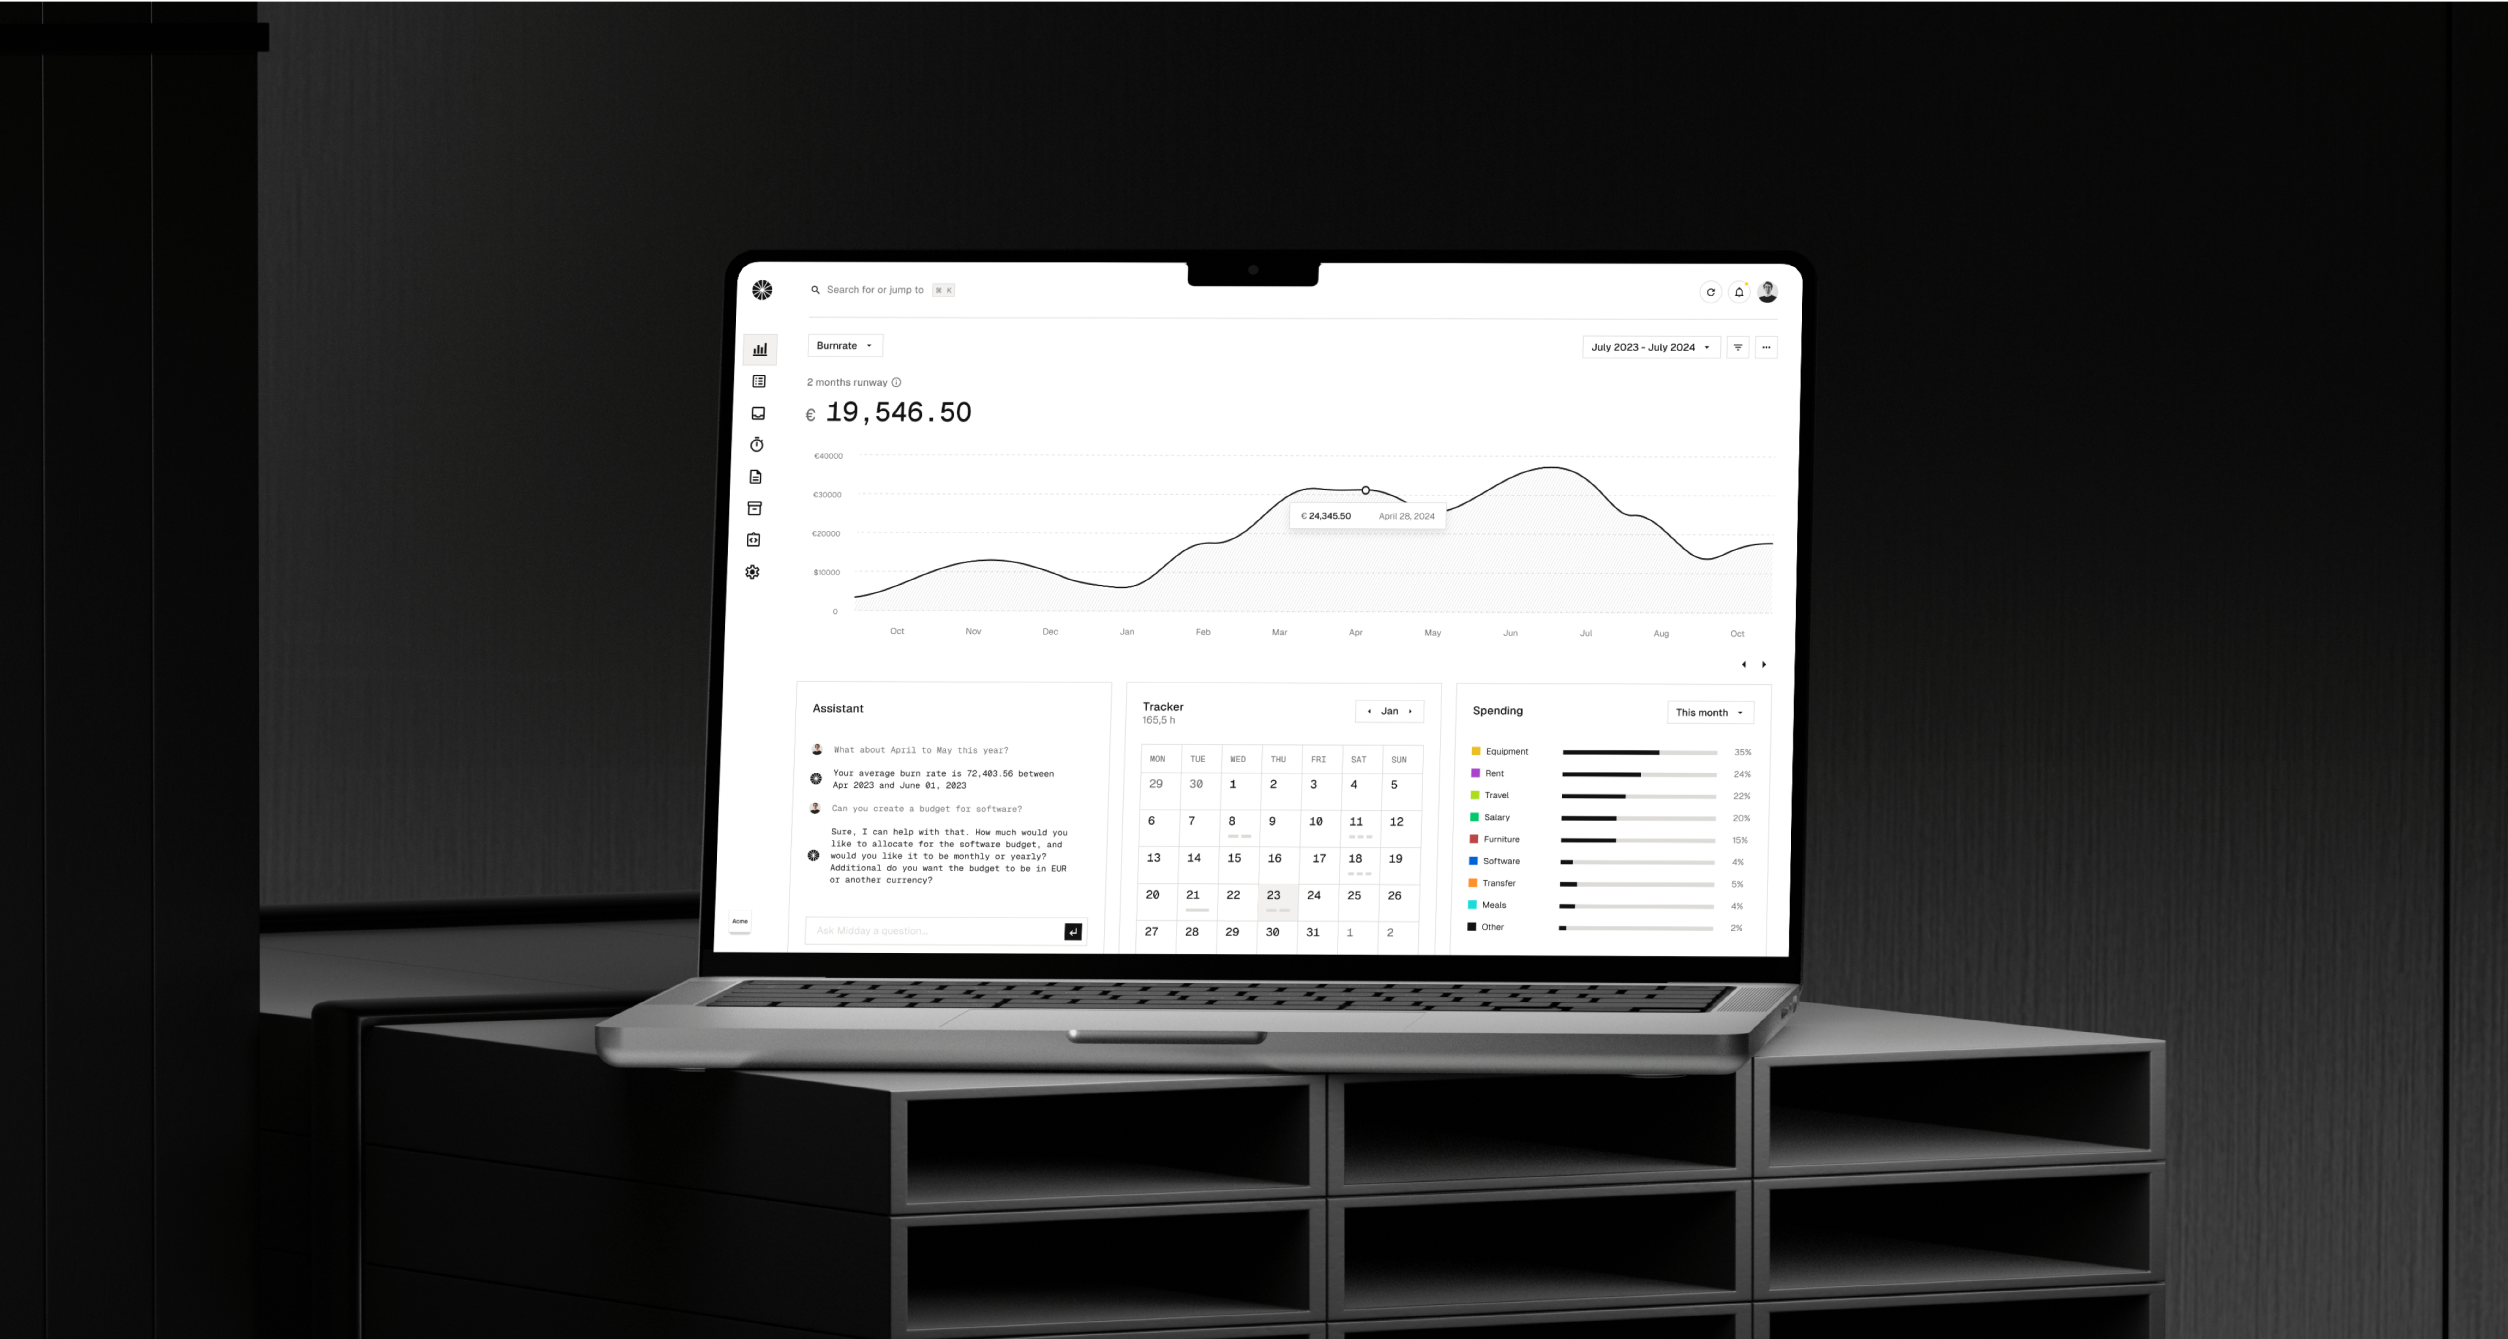 Search for or jump to ⌘ K
Burnrate
July 2023 - July 2024
2 months runway
€ 19,546.50
€40000
€30000
€20000
$10000
0
€ 24,345.50 April 28, 2024
Oct Nov Dec Jan Feb Mar Apr May Jun Jul Aug Oct
Assistant
What about April to May this year?
Your average burn rate is 72,403.56 between
Apr 2023 and June 01, 2023
Can you create a budget for software?
Sure, I can help with that. How much would you
like to allocate for the software budget, and
would you like it to be monthly or yearly?
Additional do you want the budget to be in EUR
or another currency?
Ask Midday a question...
Acme
Tracker
165,5 h
Jan
MON TUE WED THU FRI SAT SUN
29 30 1 2 3 4 5
6 7 8 9 10 11 12
13 14 15 16 17 18 19
20 21 22 23 24 25 26
27 28 29 30 31 1 2
Spending
This month
Equipment 35%
Rent 24%
Travel 22%
Salary 20%
Furniture 15%
Software 4%
Transfer 5%
Meals 4%
Other 2%